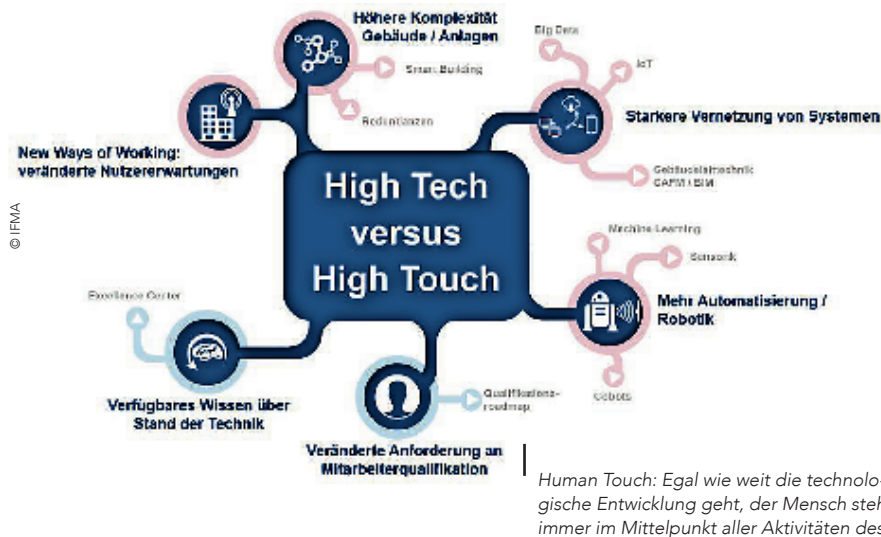 Höhere Komplexität
Gebäude / Anlagen
Smart Building
Redundanzen
Big Data
IoT
Stärkere Vernetzung von Systemen
Gebäudeleittechnik
CAFM / BIM
New Ways of Working:
veränderte Nutzererwartungen
High Tech
versus
High Touch
© IFMA
Machine Learning
Sensorik
Mehr Automatisierung /
Robotik
Cobots
Excellence Center
Verfügbares Wissen über
Stand der Technik
Qualifikations-
roadmap
Veränderte Anforderung an
Mitarbeiterqualifikation
Human Touch: Egal wie weit die technolo-
gische Entwicklung geht, der Mensch steh
immer im Mittelpunkt aller Aktivitäten des